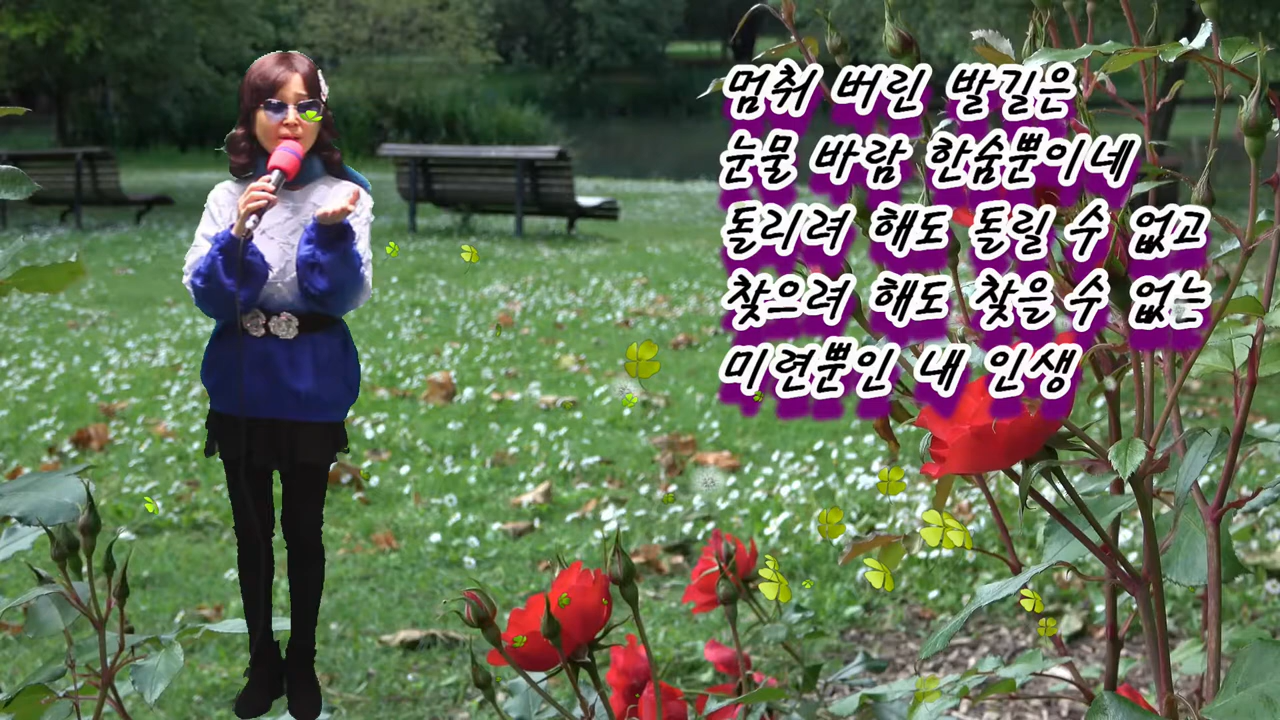 멈춰 버린 발길은
눈물 바람 한숨뿐이네
돌리려 해도 돌릴 수 없고
찾으려 해도 찾을 수 없는
미련뿐인 내 인생